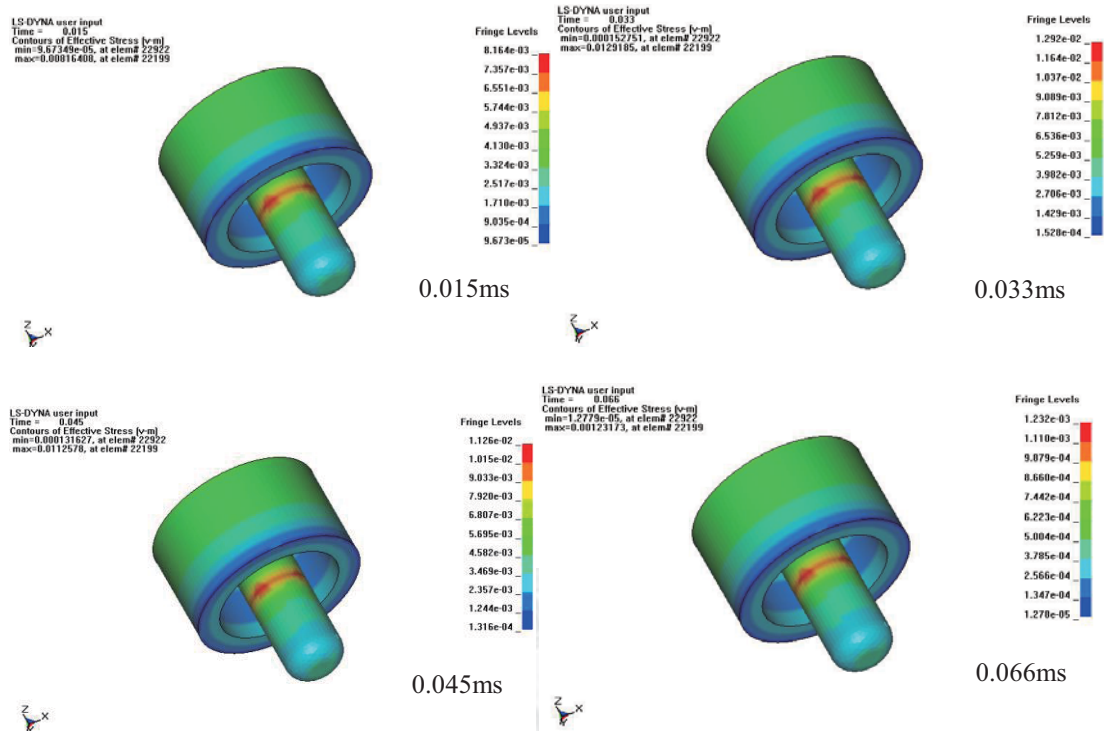 LS-DYNA user input
Time = 0.015
Contours of Effective Stress (v-m)
min=9.67349e-05, at elem# 22922
max=0.00816408, at elem# 22199
Fringe Levels
8.164e-03
7.357e-03
6.551e-03
5.744e-03
4.937e-03
4.130e-03
3.324e-03
2.517e-03
1.710e-03
9.035e-04
9.673e-05
0.015ms
Z
X
LS-DYNA user input
Time = 0.033
Contours of Effective Stress (v-m)
min=0.000152751, at elem# 22922
max=0.0129185, at elem# 22199
Fringe Levels
1.292e-02
1.164e-02
1.037e-02
9.089e-03
7.812e-03
6.536e-03
5.259e-03
3.982e-03
2.706e-03
1.429e-03
1.528e-04
0.033ms
Z
X
LS-DYNA user input
Time = 0.045
Contours of Effective Stress (v-m)
min=0.000131627, at elem# 22922
max=0.0112578, at elem# 22199
Fringe Levels
1.126e-02
1.015e-02
9.033e-03
7.920e-03
6.807e-03
5.695e-03
4.582e-03
3.469e-03
2.357e-03
1.244e-03
1.316e-04
0.045ms
Z
X
LS-DYNA user input
Time = 0.066
Contours of Effective Stress (v-m)
min=1.2779e-05, at elem# 22922
max=0.00123173, at elem# 22199
Fringe Levels
1.232e-03
1.110e-03
9.879e-04
8.660e-04
7.442e-04
6.223e-04
5.004e-04
3.785e-04
2.566e-04
1.347e-04
1.278e-05
0.066ms
Z
X